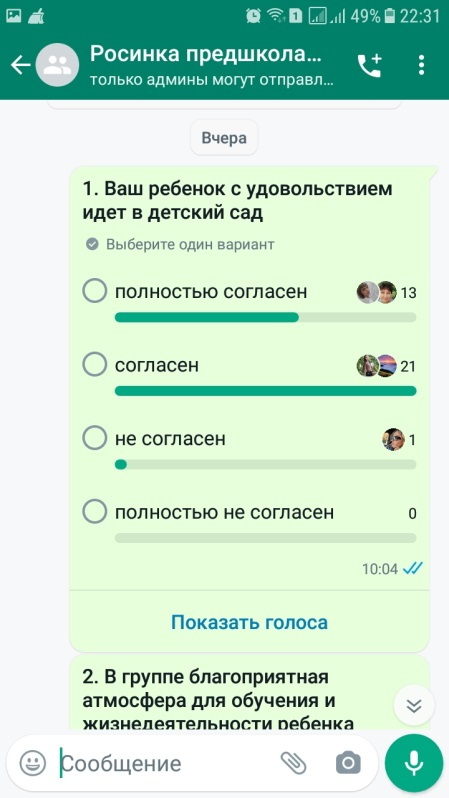 49% 22:31
Росинка предшкола...
только админы могут отправл...
Вчера
1. Ваш ребенок с удовольствием
идет в детский сад
Выберите один вариант
полностью согласен 13
согласен 21
не согласен 1
полностью не согласен 0
10:04
Показать голоса
2. В группе благоприятная
атмосфера для обучения и
жизнедеятельности ребенка
Сообщение